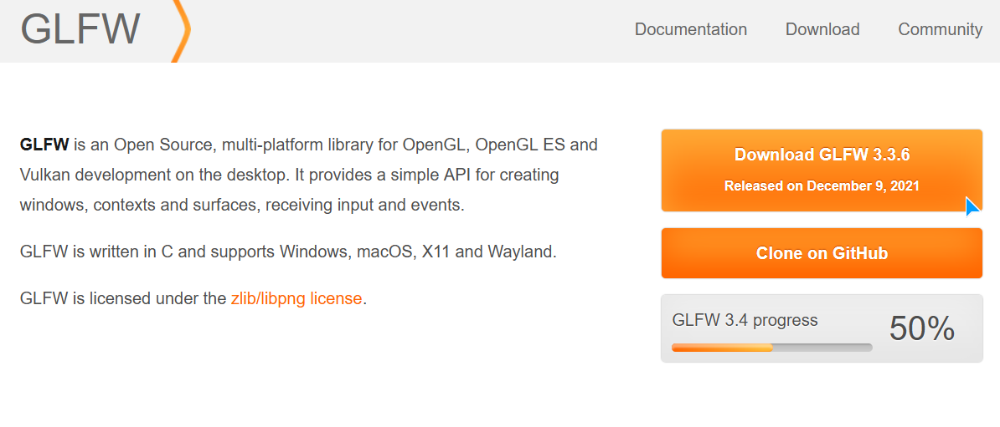 GLFW
Documentation Download Community
GLFW is an Open Source, multi-platform library for OpenGL, OpenGL ES and
Vulkan development on the desktop. It provides a simple API for creating
windows, contexts and surfaces, receiving input and events.
GLFW is written in C and supports Windows, macOS, X11 and Wayland.
GLFW is licensed under the zlib/libpng license.
Download GLFW 3.3.6
Released on December 9, 2021
Clone on GitHub
GLFW 3.4 progress
50%